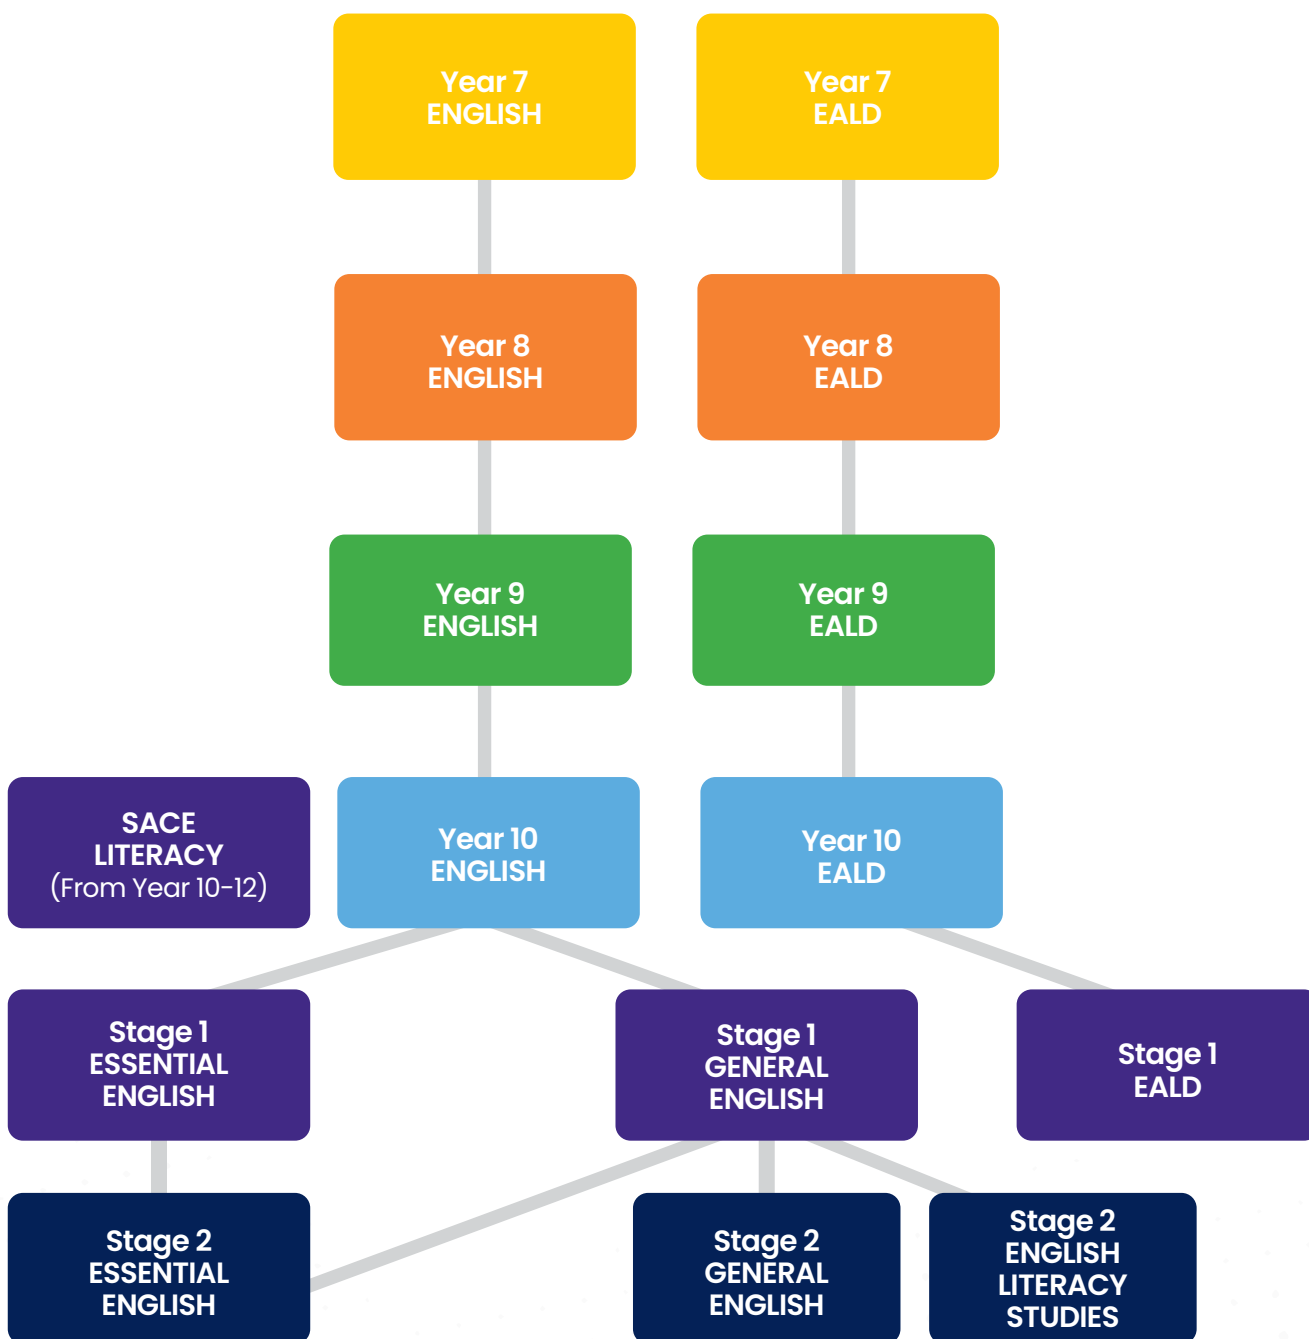 Year 7
ENGLISH
Year 7
EALD
Year 8
ENGLISH
Year 8
EALD
Year 9
ENGLISH
Year 9
EALD
SACE
LITERACY
(From Year 10-12)
Year 10
ENGLISH
Year 10
EALD
Stage 1
ESSENTIAL
ENGLISH
Stage 1
GENERAL
ENGLISH
Stage 1
EALD
Stage 2
ESSENTIAL
ENGLISH
Stage 2
GENERAL
ENGLISH
Stage 2
ENGLISH
LITERACY
STUDIES